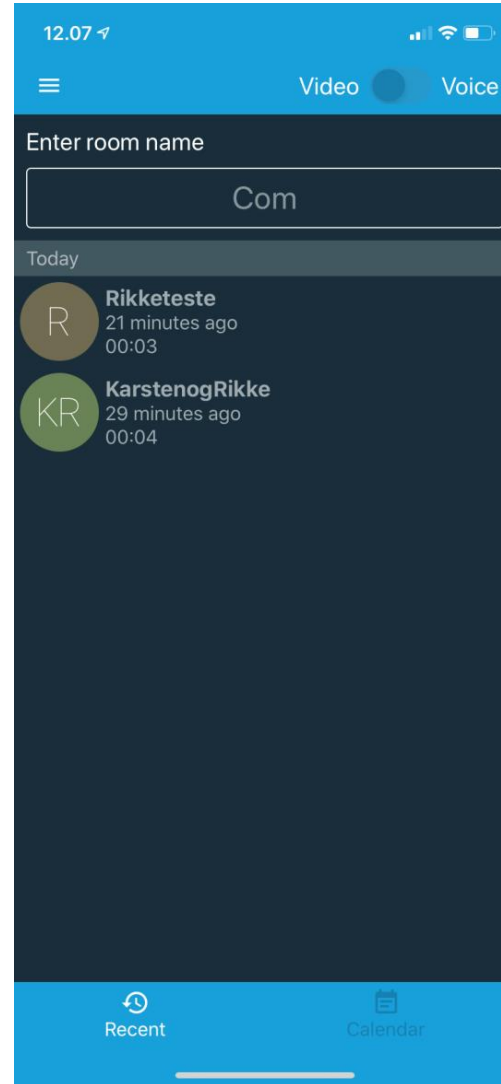 12.07
Video Voice
Enter room name
Com
Today
R
Rikketeste
21 minutes ago
00:03
KR
KarstenogRikke
29 minutes ago
00:04
Recent Calendar